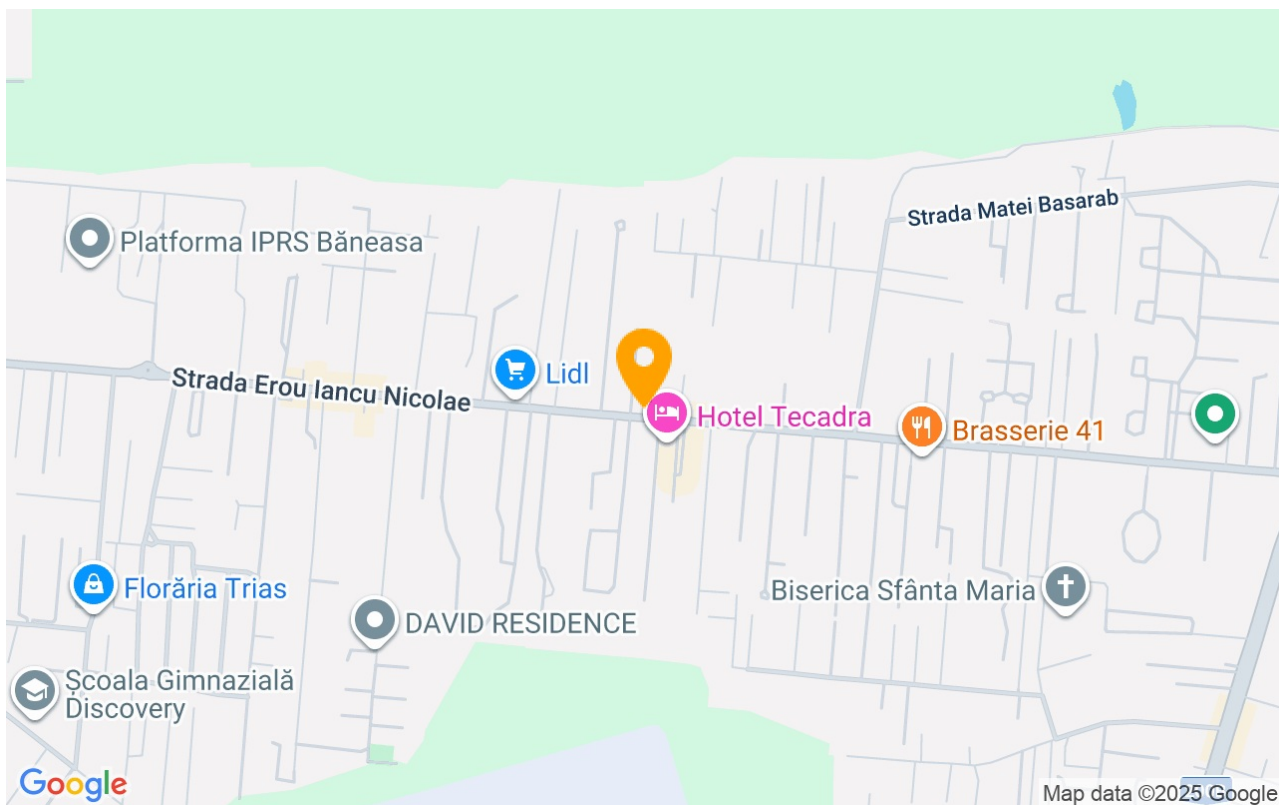 Strada Matei Basarab
Platforma IPRS Băneasa
Strada Erou Iancu Nicolae
Lidl
Hotel Tecadra
Brasserie 41
Florăria Trias
Biserica Sfânta Maria
DAVID RESIDENCE
Școala Gimnazială
Discovery
Google
Map data ©2025 Google